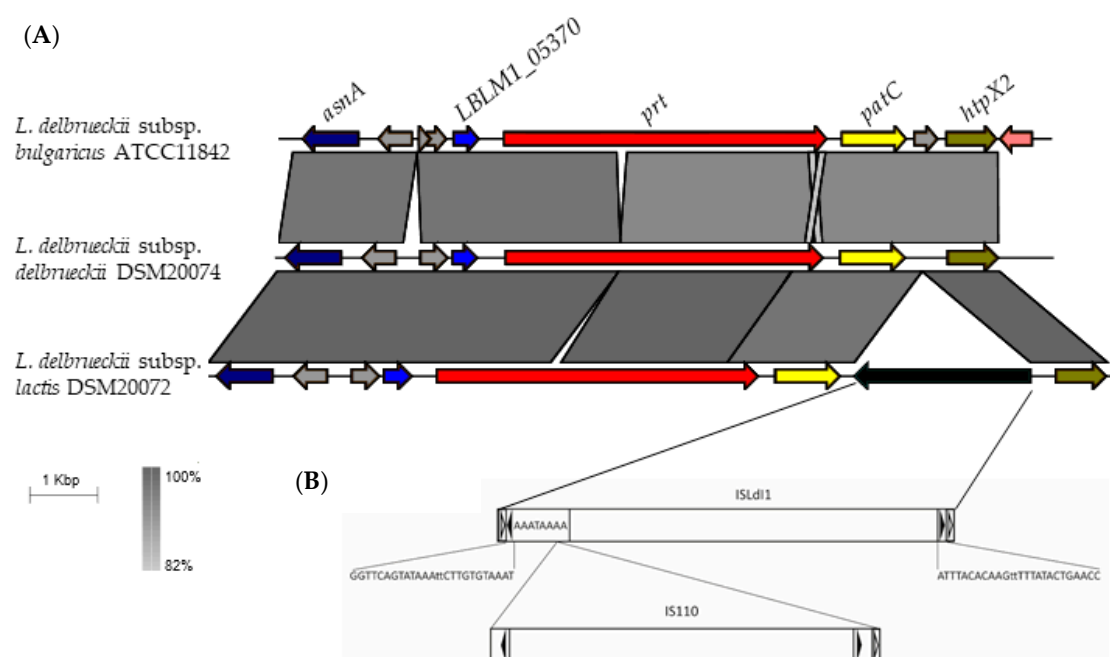 (A)
asnA
LBLM1_05370
prt
patC
htpX2
L. delbrueckii subsp.
bulgaricus ATCC11842
L. delbrueckii subsp.
delbrueckii DSM20074
L. delbrueckii subsp.
lactis DSM20072
1 Kbp
100%
82%
(B)
ISLdl1
AAATAAAA
GGTTCAGTATAAAttCTTGTGTAAAT
ATTTACACAAGttTTTATACTGAACC
IS110